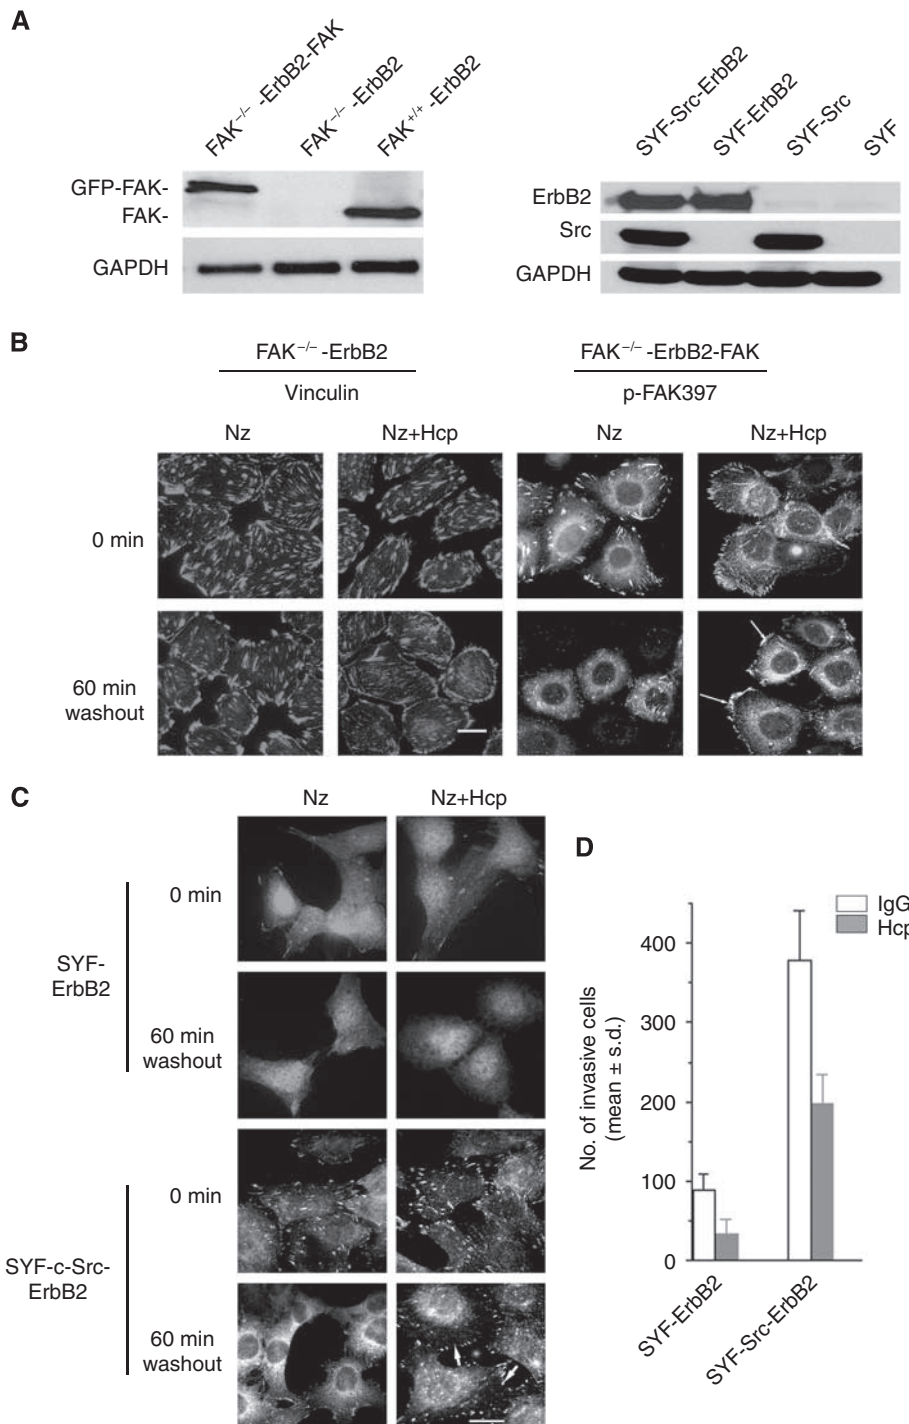 A
FAK−/− -ErbB2-FAK
FAK−/− -ErbB2
FAK+/+ -ErbB2
GFP-FAK-
FAK-
GAPDH
SYF-Src-ErbB2
SYF-ErbB2
SYF-Src
SYF
ErbB2
Src
GAPDH
B
FAK−/− -ErbB2
FAK−/− -ErbB2-FAK
Vinculin
p-FAK397
Nz
Nz+Hcp
Nz
Nz+Hcp
0 min
60 min
washout
C
Nz
Nz+Hcp
SYF-
ErbB2
0 min
60 min
washout
SYF-c-Src-
ErbB2
0 min
60 min
washout
D
IgG
Hcp
No. of invasive cells
(mean ± s.d.)
400
300
200
100
0
SYF-ErbB2
SYF-Src-ErbB2